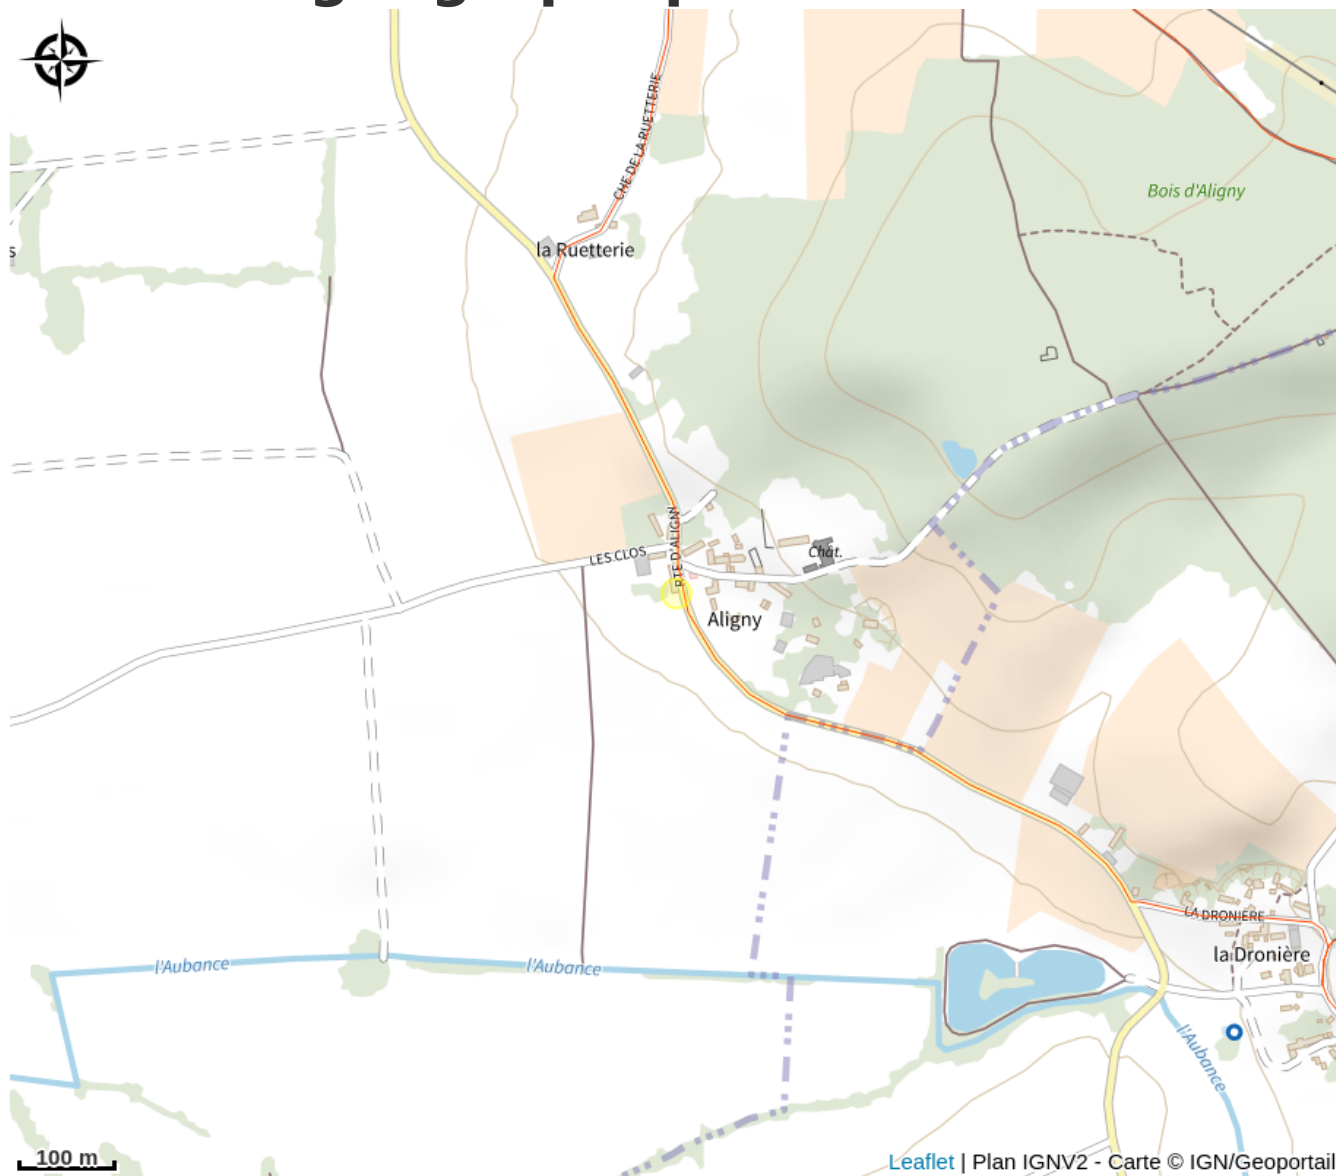 CHE DE LA RUETTERIE
Bois d'Aligny
la Ruetterie
s
RTE D'ALIGNY
LES CLOS
Chât.
Aligny
LA DRONIERE
la Dronière
l'Aubance
l'Aubance
l'Aubance
100 m
Leaflet | Plan IGNV2 - Carte © IGN/Geoportail